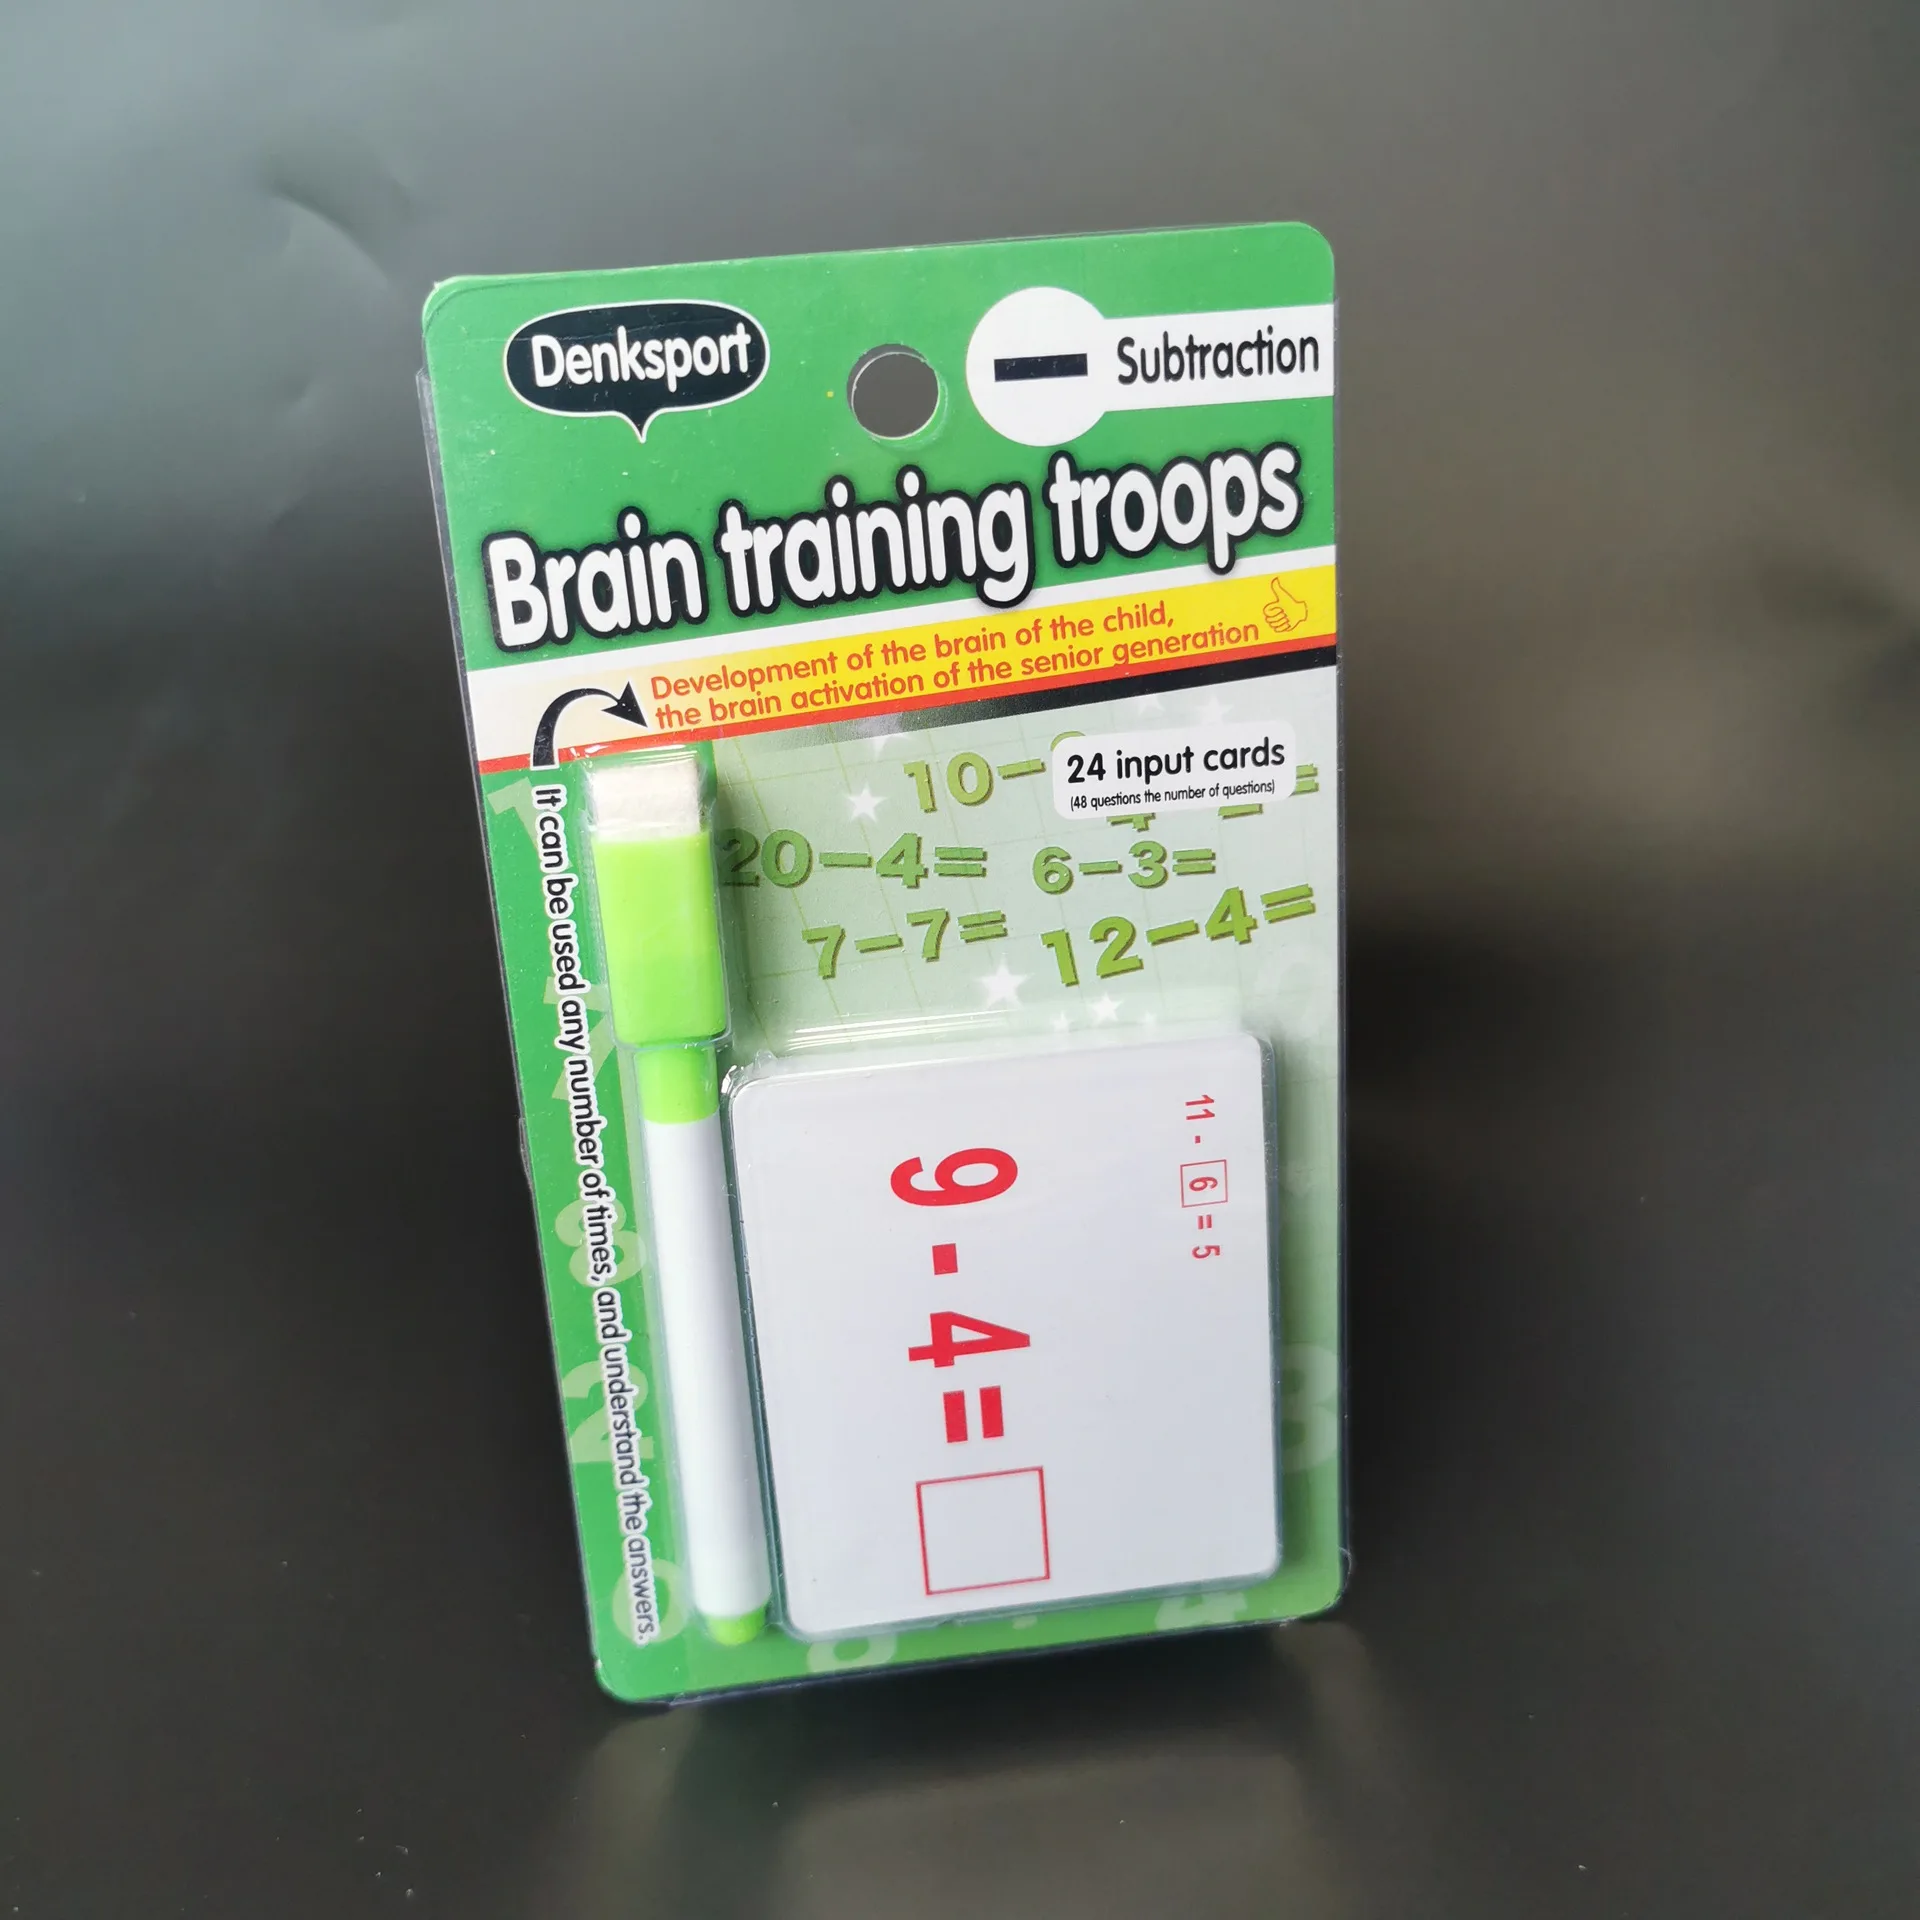 Denksport
Subtraction
Brain training troops
Development of the brain of the child,
the brain activation of the senior generation
It can be used any number of times, and understand the answers.
24 input cards
(48 questions the number of questions)
10-
20-4= 6-3=
7-7= 12-4=
11 - 6 = 5
9 - 4 =